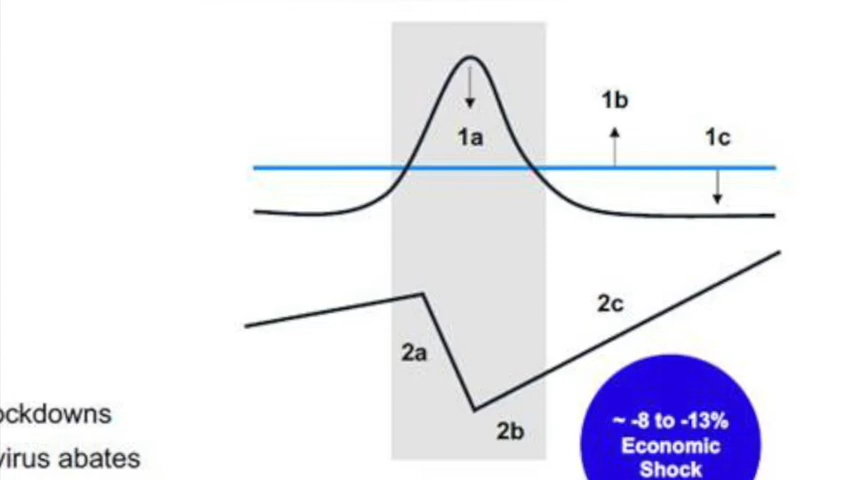 1b
1a
1c
2c
2a
2b
ockdowns
virus abates
~ -8 to -13%
Economic
Shock